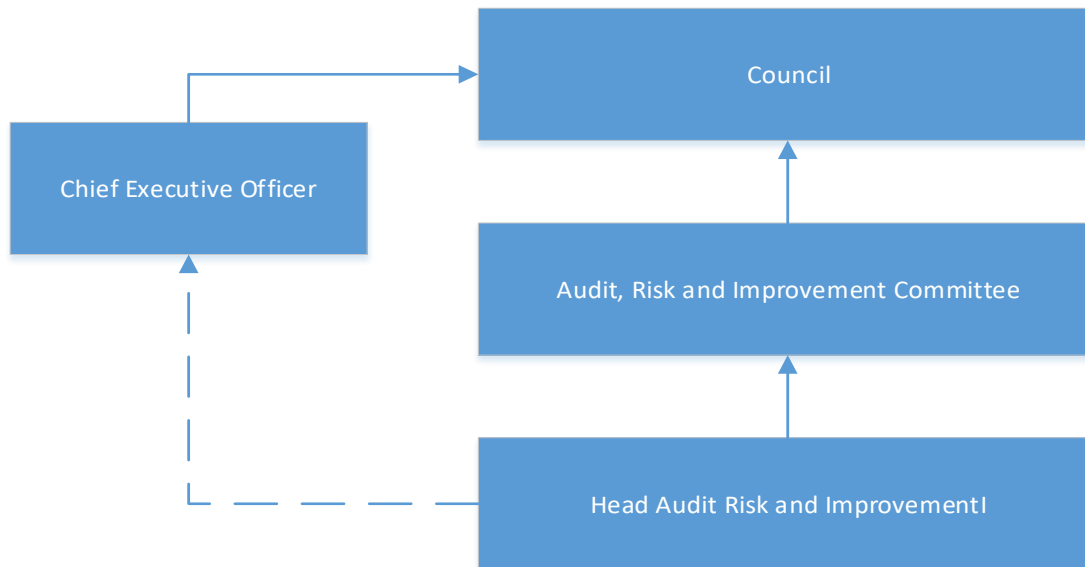 Council
Chief Executive Officer
Audit, Risk and Improvement Committee
Head Audit Risk and ImprovementI